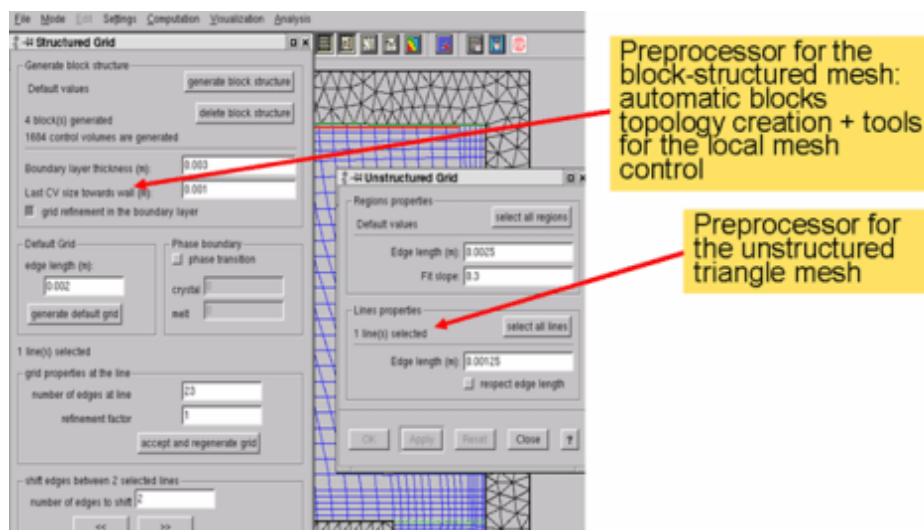 File Mode Edit Settings Computation Visualization Analysis
Structured Grid
Generate block structure
Default values
generate block structure
4 block(s) generated
delete block structure
1684 control volumes are generated
Boundary layer thickness (m): 0.003
Last CV size towards wall (m): 0.001
grid refinement in the boundary layer
Default Grid
edge length (m):
0.002
generate default grid
Phase boundary
phase transition
crystal
melt
1 line(s) selected
grid properties at the line
number of edges at line 23
refinement factor 1
accept and regenerate grid
shift edges between 2 selected lines
number of edges to shift 2
<< >>
Unstructured Grid
Regions properties
Default values
select all regions
Edge length (m): 0.0025
Fit slope: 0.3
Lines properties
1 line(s) selected
select all lines
Edge length (m): 0.00125
respect edge length
OK Apply Reset Close ?
Preprocessor for the
block-structured mesh:
automatic blocks
topology creation + tools
for the local mesh
control
Preprocessor for
the unstructured
triangle mesh